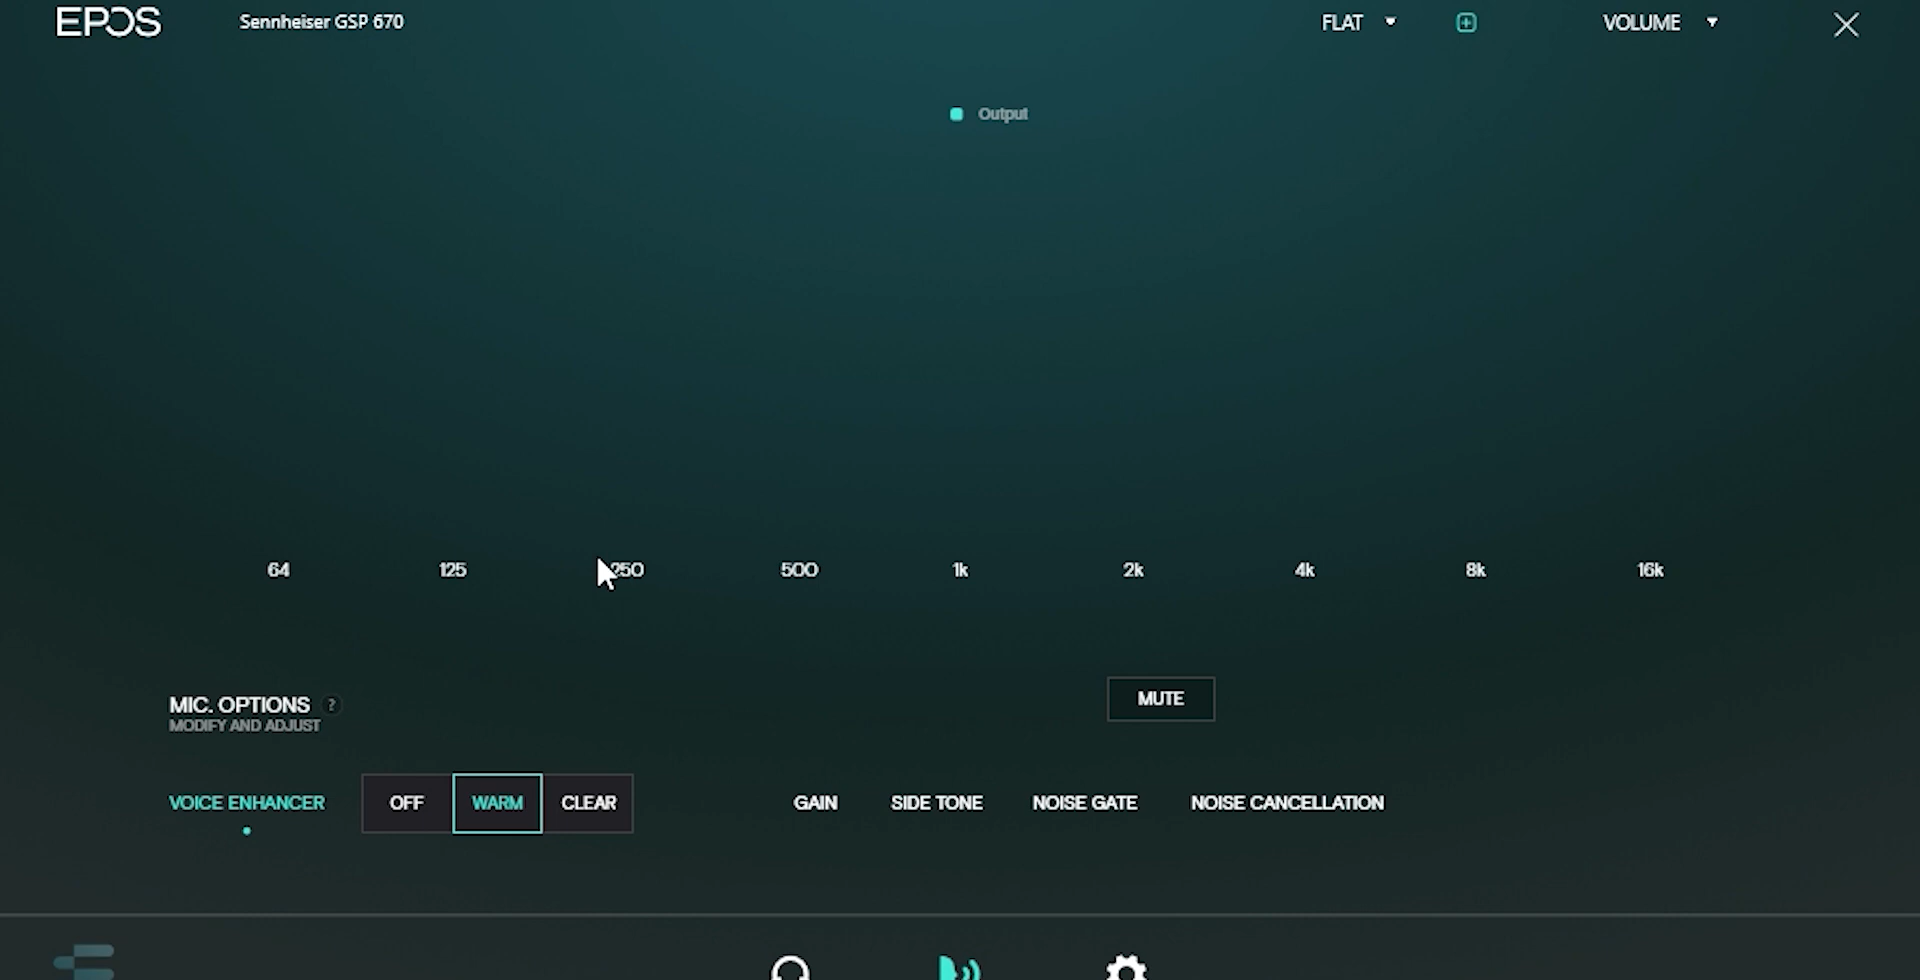 EPOS
Sennheiser GSP 670
FLAT
VOLUME
Output
64 125 250 500 1k 2k 4k 8k 16k
MIC. OPTIONS ?
MODIFY AND ADJUST
MUTE
VOICE ENHANCER
OFF WARM CLEAR
GAIN SIDE TONE NOISE GATE NOISE CANCELLATION